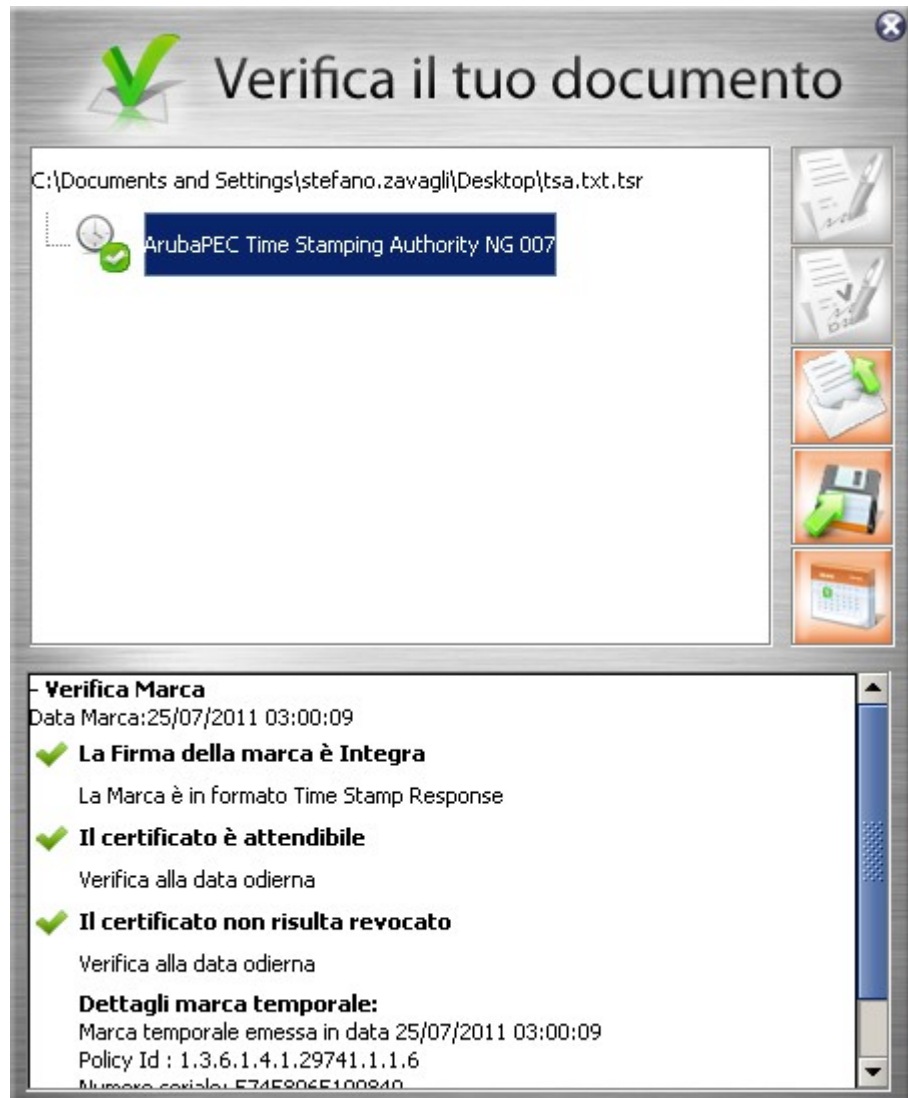 Verifica il tuo documento
C:\Documents and Settings\stefano.zavagli\Desktop\tsa.txt.tsr
ArubaPEC Time Stamping Authority NG 007
- Verifica Marca
Data Marca:25/07/2011 03:00:09
La Firma della marca è Integra
La Marca è in formato Time Stamp Response
Il certificato è attendibile
Verifica alla data odierna
Il certificato non risulta revocato
Verifica alla data odierna
Dettagli marca temporale:
Marca temporale emessa in data 25/07/2011 03:00:09
Policy Id : 1.3.6.1.4.1.29741.1.1.6
Numero seriale: